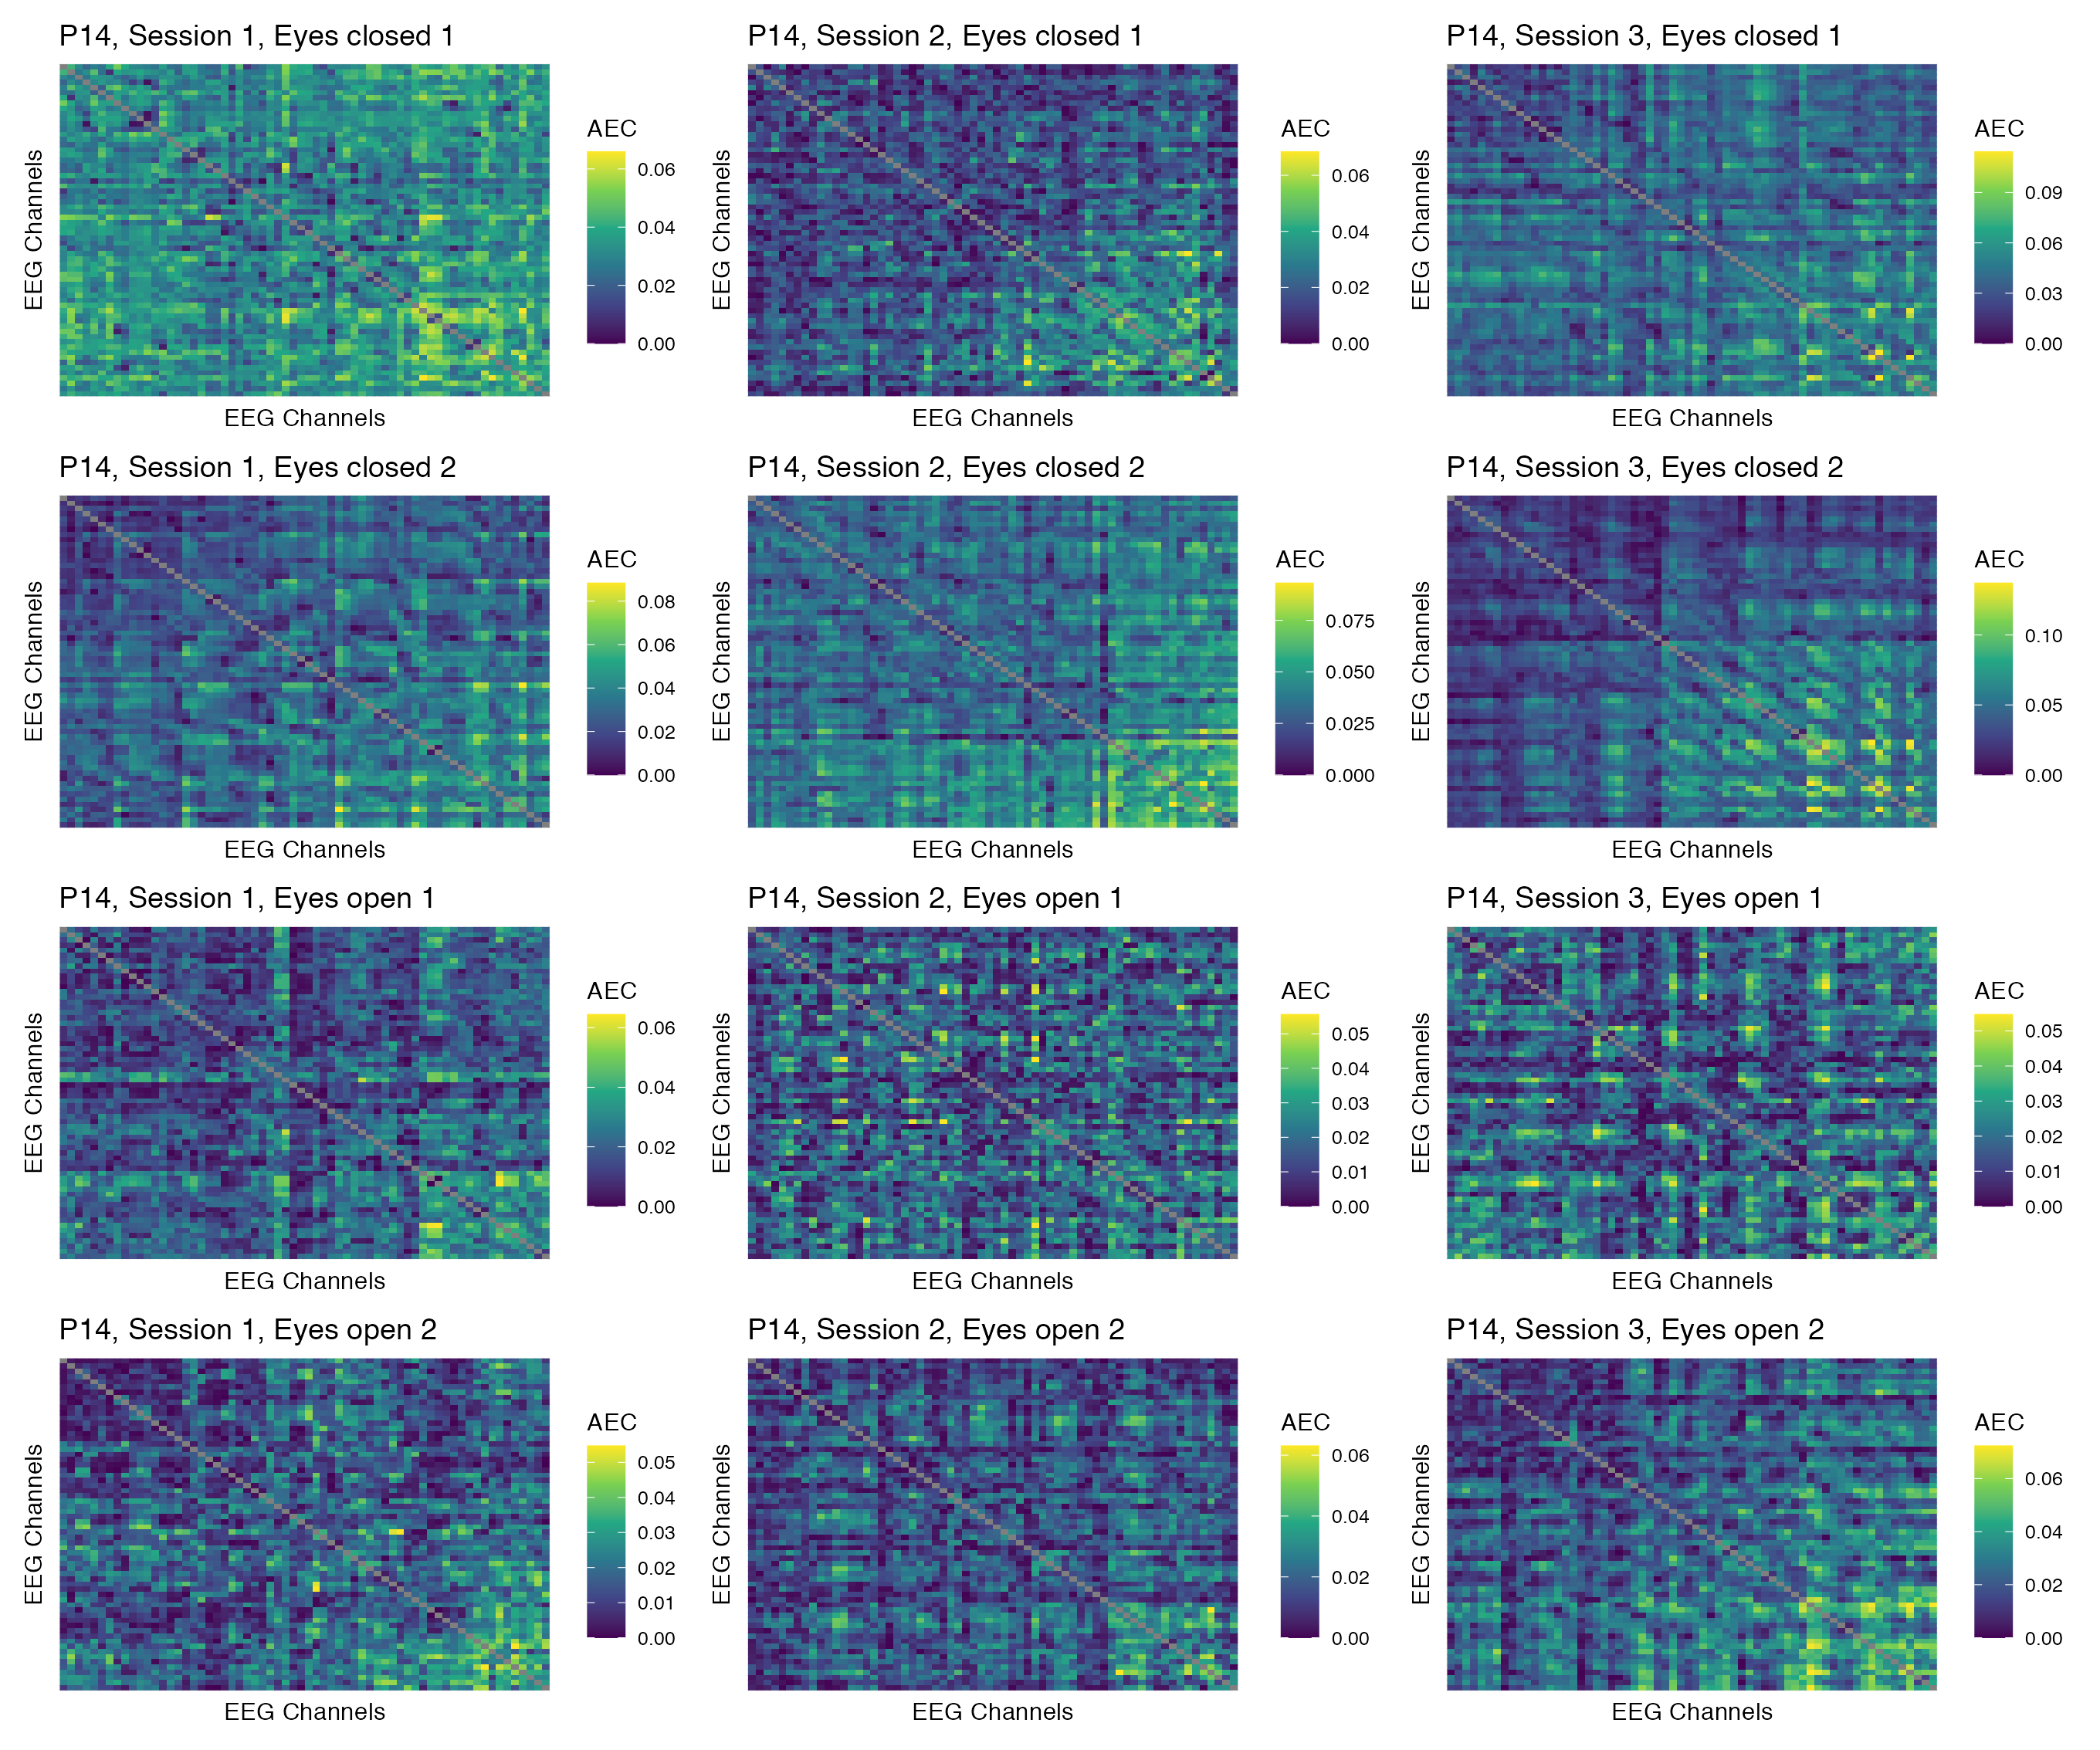 P14, Session 1, Eyes closed 1
EEG Channels
EEG Channels
AEC
0.06
0.04
0.02
0.00
P14, Session 2, Eyes closed 1
EEG Channels
EEG Channels
AEC
0.06
0.04
0.02
0.00
P14, Session 3, Eyes closed 1
EEG Channels
EEG Channels
AEC
0.09
0.06
0.03
0.00
P14, Session 1, Eyes closed 2
EEG Channels
EEG Channels
AEC
0.08
0.06
0.04
0.02
0.00
P14, Session 2, Eyes closed 2
EEG Channels
EEG Channels
AEC
0.075
0.050
0.025
0.000
P14, Session 3, Eyes closed 2
EEG Channels
EEG Channels
AEC
0.10
0.05
0.00
P14, Session 1, Eyes open 1
EEG Channels
EEG Channels
AEC
0.06
0.04
0.02
0.00
P14, Session 2, Eyes open 1
EEG Channels
EEG Channels
AEC
0.05
0.04
0.03
0.02
0.01
0.00
P14, Session 3, Eyes open 1
EEG Channels
EEG Channels
AEC
0.05
0.04
0.03
0.02
0.01
0.00
P14, Session 1, Eyes open 2
EEG Channels
EEG Channels
AEC
0.05
0.04
0.03
0.02
0.01
0.00
P14, Session 2, Eyes open 2
EEG Channels
EEG Channels
AEC
0.06
0.04
0.02
0.00
P14, Session 3, Eyes open 2
EEG Channels
EEG Channels
AEC
0.06
0.04
0.02
0.00